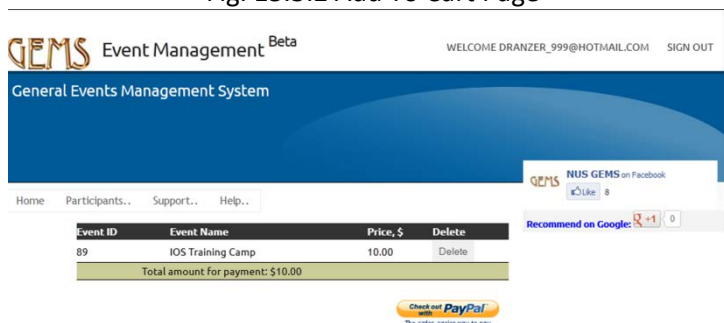 GEMS Event Management Beta
WELCOME DRANZER_999@HOTMAIL.COM SIGN OUT
General Events Management System
GEMS NUS GEMS on Facebook
Like 8
Home Participants.. Support.. Help..
Recommend on Google: +1 0
Event ID Event Name Price, $ Delete
89 IOS Training Camp 10.00 Delete
Total amount for payment: $10.00
Check out with PayPal